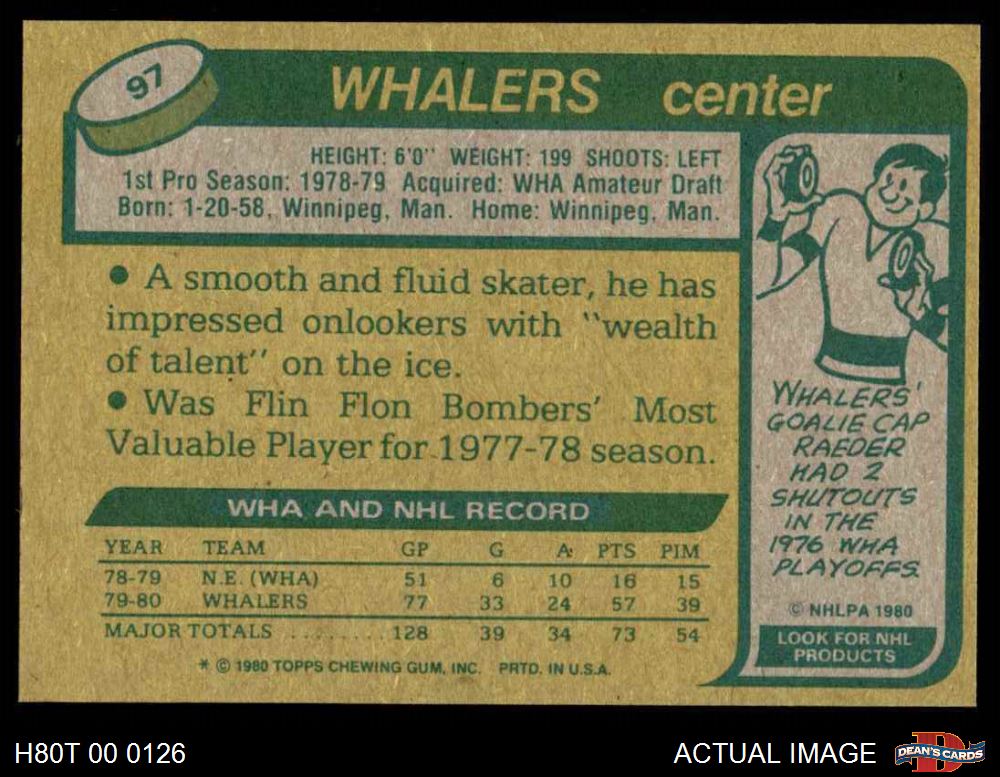 97
WHALERS center
HEIGHT: 6'0" WEIGHT: 199 SHOOTS: LEFT
1st Pro Season: 1978-79 Acquired: WHA Amateur Draft
Born: 1-20-58, Winnipeg, Man. Home: Winnipeg, Man.
• A smooth and fluid skater, he has
impressed onlookers with "wealth
of talent" on the ice.
• Was Flin Flon Bombers' Most
Valuable Player for 1977-78 season.
WHA AND NHL RECORD
YEAR TEAM GP G A PTS PIM
78-79 N.E. (WHA) 51 6 10 16 15
79-80 WHALERS 77 33 24 57 39
MAJOR TOTALS ........ 128 39 34 73 54
* © 1980 TOPPS CHEWING GUM, INC. PRTD. IN U.S.A.
WHALERS'
GOALIE CAP
RAEDER
HAD 2
SHUTOUTS
IN THE
1976 WHA
PLAYOFFS.
© NHLPA 1980
LOOK FOR NHL
PRODUCTS
H80T 00 0126
ACTUAL IMAGE
D
DEAN'S CARDS